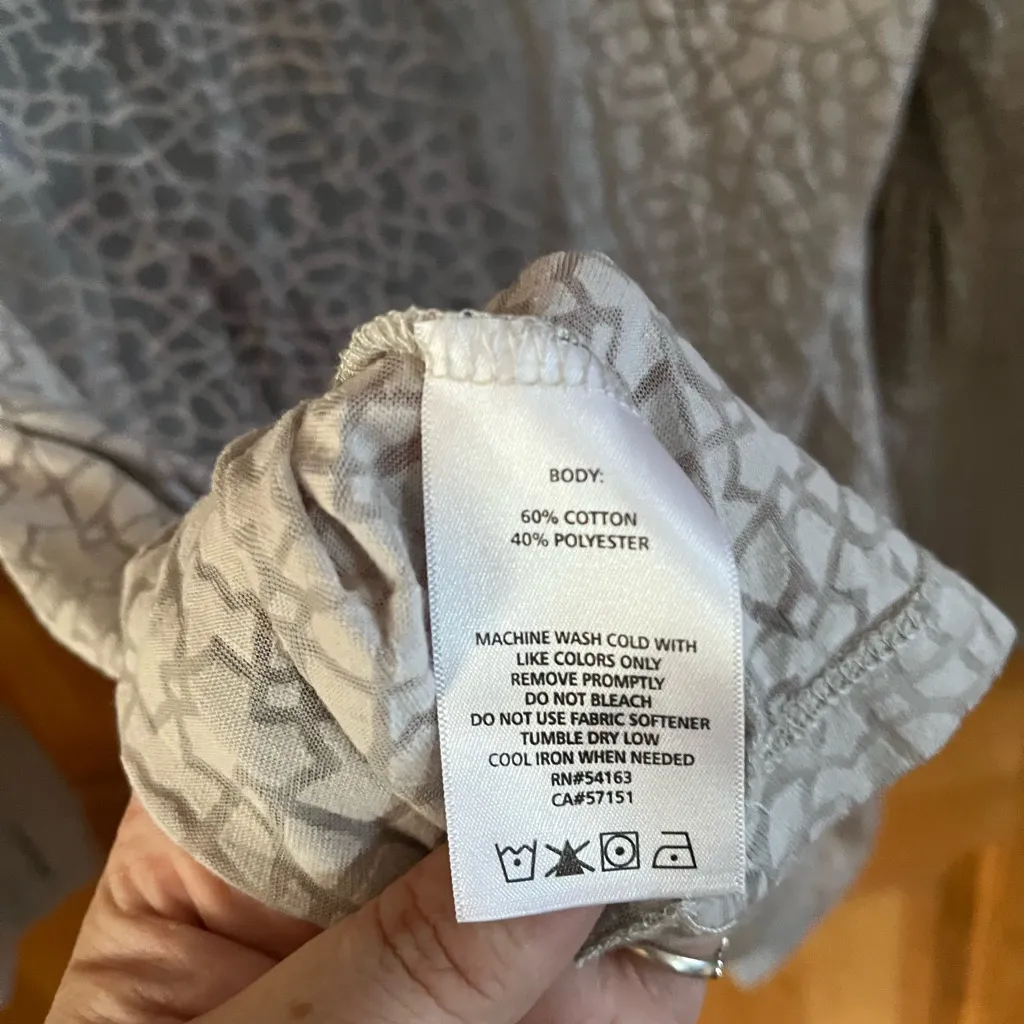 BODY:
60% COTTON
40% POLYESTER
MACHINE WASH COLD WITH
LIKE COLORS ONLY
REMOVE PROMPTLY
DO NOT BLEACH
DO NOT USE FABRIC SOFTENER
TUMBLE DRY LOW
COOL IRON WHEN NEEDED
RN#54163
CA#57151